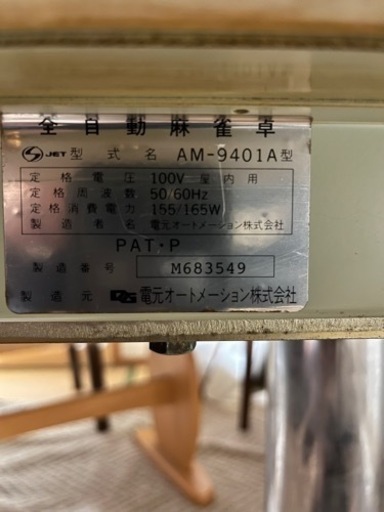 全自動麻雀卓
JET 型式名 AM-9401A型
定格電圧 100V 屋内用
定格周波数 50/60Hz
定格消費電力 155/165W
製造者名 電元オートメーション株式会社
PAT・P
製造番号 M683549
製造元 DG 電元オートメーション株式会社